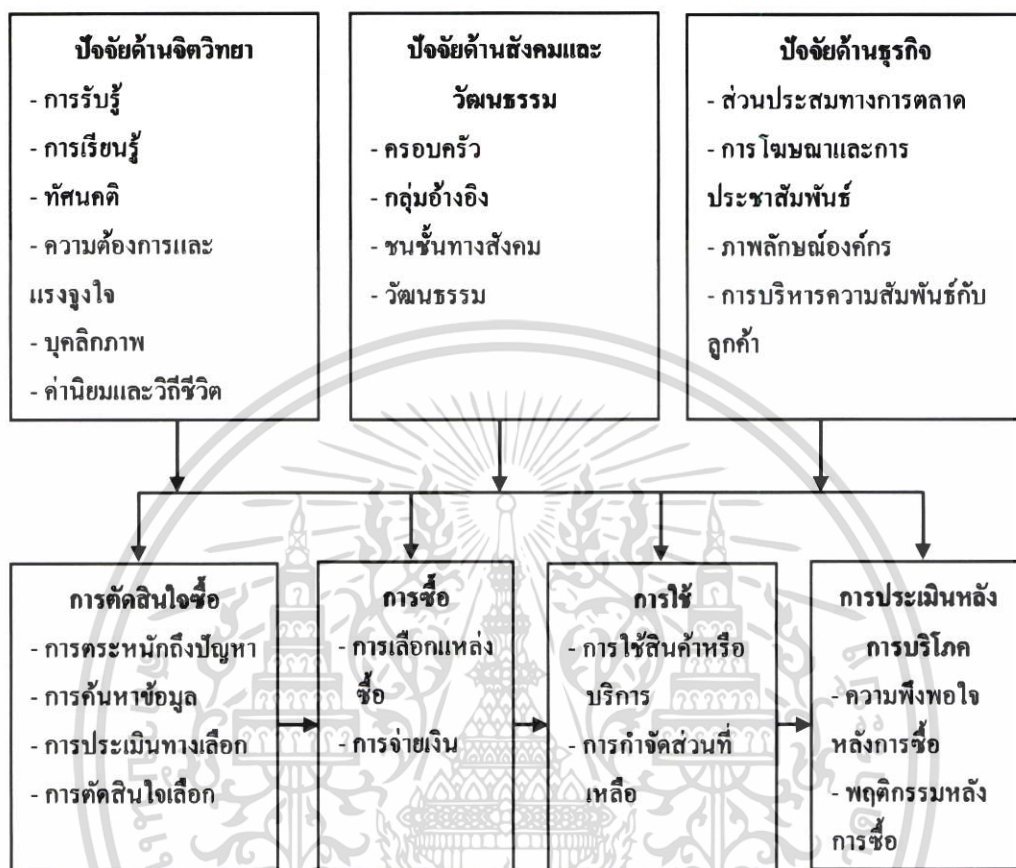 ปัจจัยด้านจิตวิทยา
- การรับรู้
- การเรียนรู้
- ทัศนคติ
- ความต้องการและ
แรงจูงใจ
- บุคลิกภาพ
- ค่านิยมและวิถีชีวิต
ปัจจัยด้านสังคมและ
วัฒนธรรม
- ครอบครัว
- กลุ่มอ้างอิง
- ชนชั้นทางสังคม
- วัฒนธรรม
ปัจจัยด้านธุรกิจ
- ส่วนประสมทางการตลาด
- การโฆษณาและการ
ประชาสัมพันธ์
- ภาพลักษณ์องค์กร
- การบริหารความสัมพันธ์กับ
ลูกค้า
การตัดสินใจซื้อ
- การตระหนักถึงปัญหา
- การค้นหาข้อมูล
- การประเมินทางเลือก
- การตัดสินใจเลือก
การซื้อ
- การเลือกแหล่ง
ซื้อ
- การจ่ายเงิน
การใช้
- การใช้สินค้าหรือ
บริการ
- การกำจัดส่วนที่
เหลือ
การประเมินหลัง
การบริโภค
- ความพึงพอใจ
หลังการซื้อ
- พฤติกรรมหลัง
การซื้อ